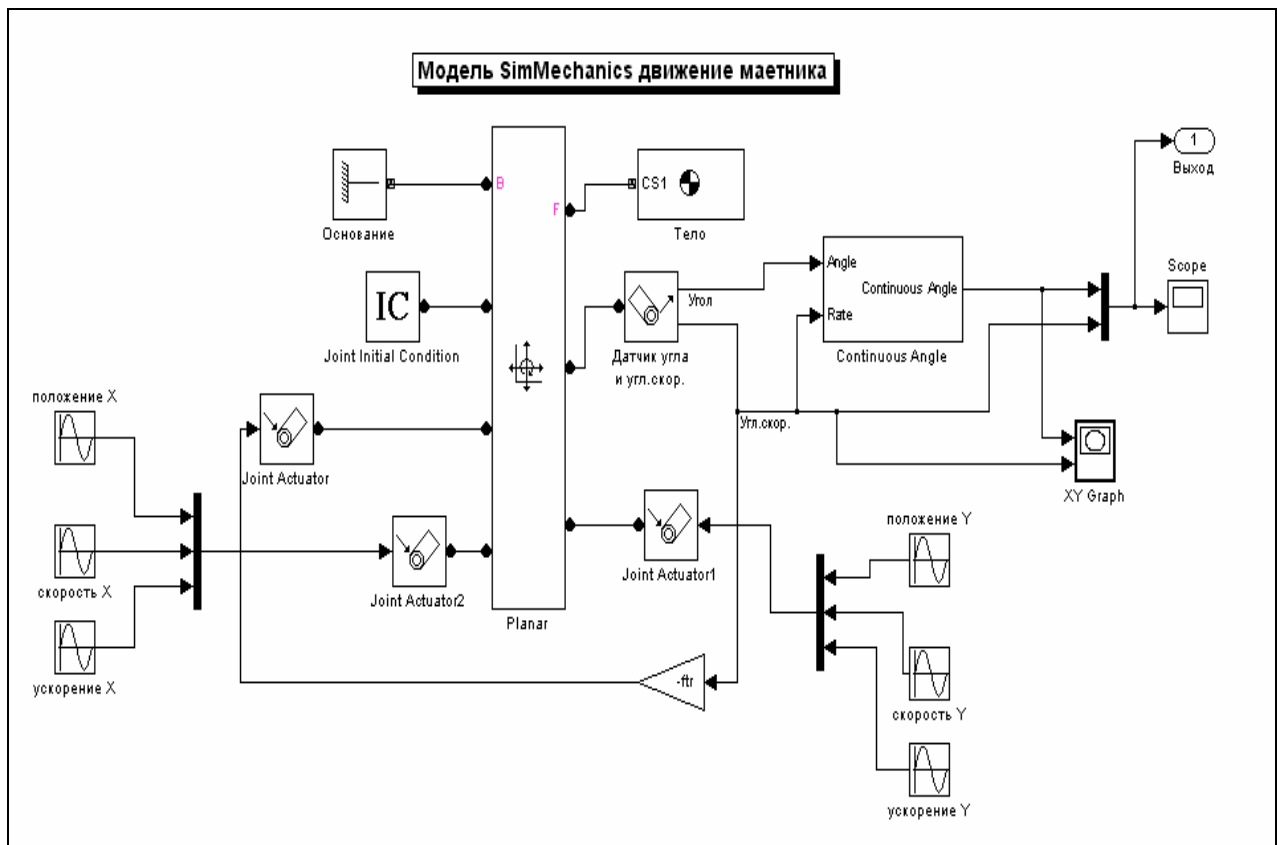 Модель SimMechanics движение маетника
1
Выход
B
F
CS1
Основание
Тело
Scope
Angle
Continuous Angle
Rate
Угол
IC
Joint Initial Condition
Датчик угла
и угл.скор.
Continuous Angle
положение X
Угл.скор.
Joint Actuator
XY Graph
положение Y
скорость X
Joint Actuator2
Joint Actuator1
Planar
ускорение X
-ftr
скорость Y
ускорение Y